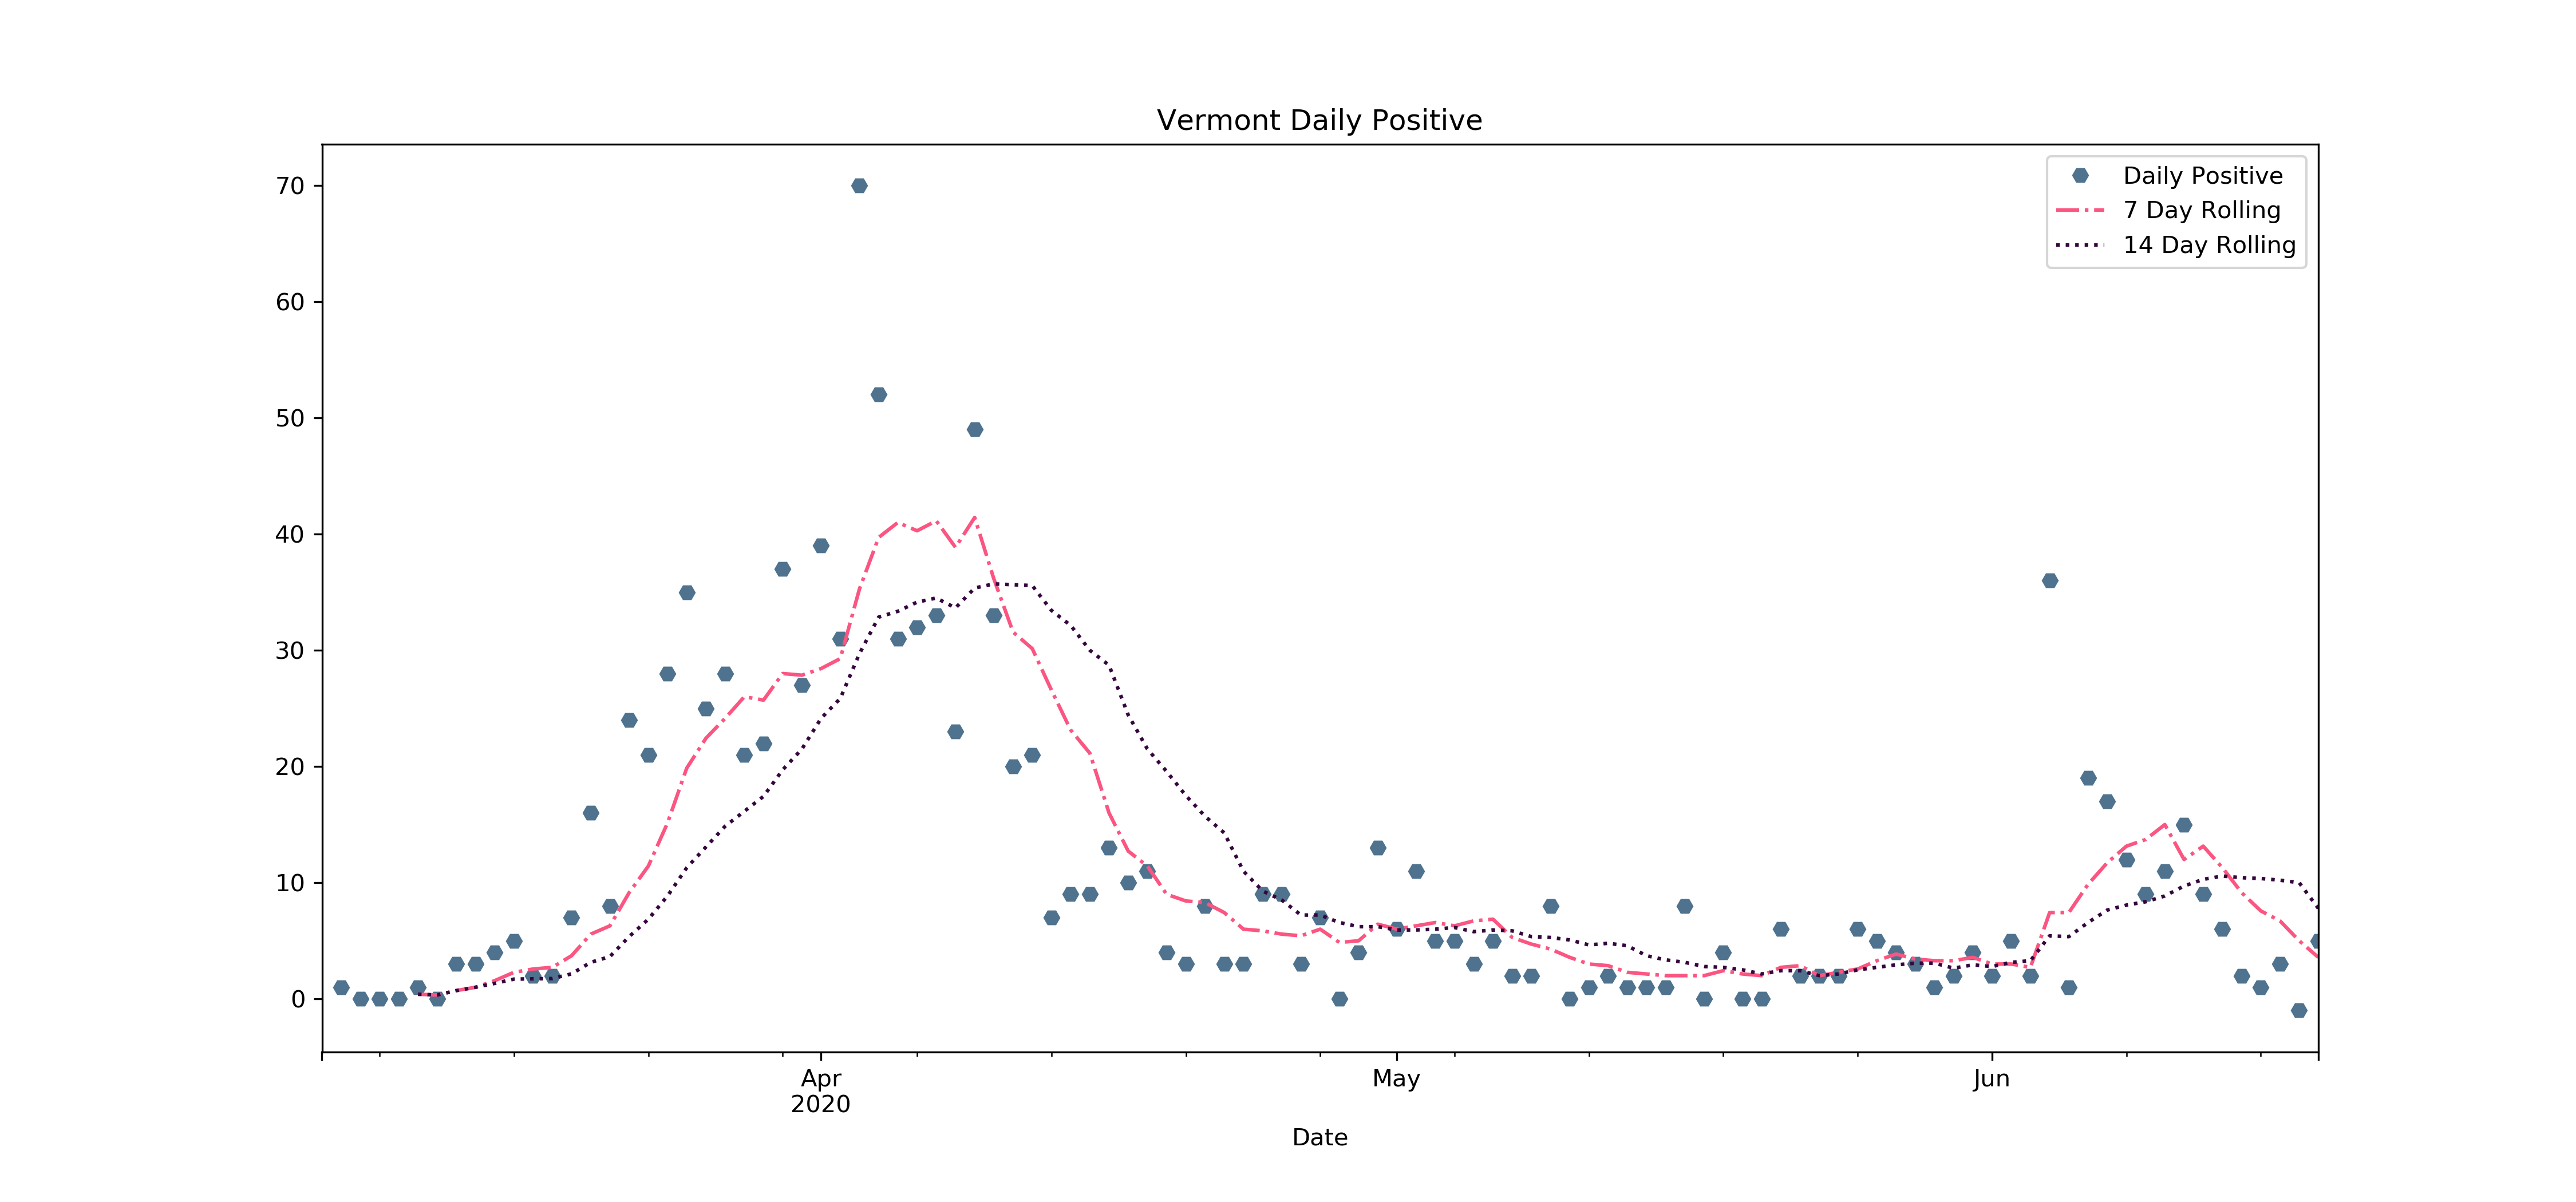 Vermont Daily Positive
70
60
50
40
30
20
10
0
Daily Positive
7 Day Rolling
14 Day Rolling
Apr
2020
May
Jun
Date